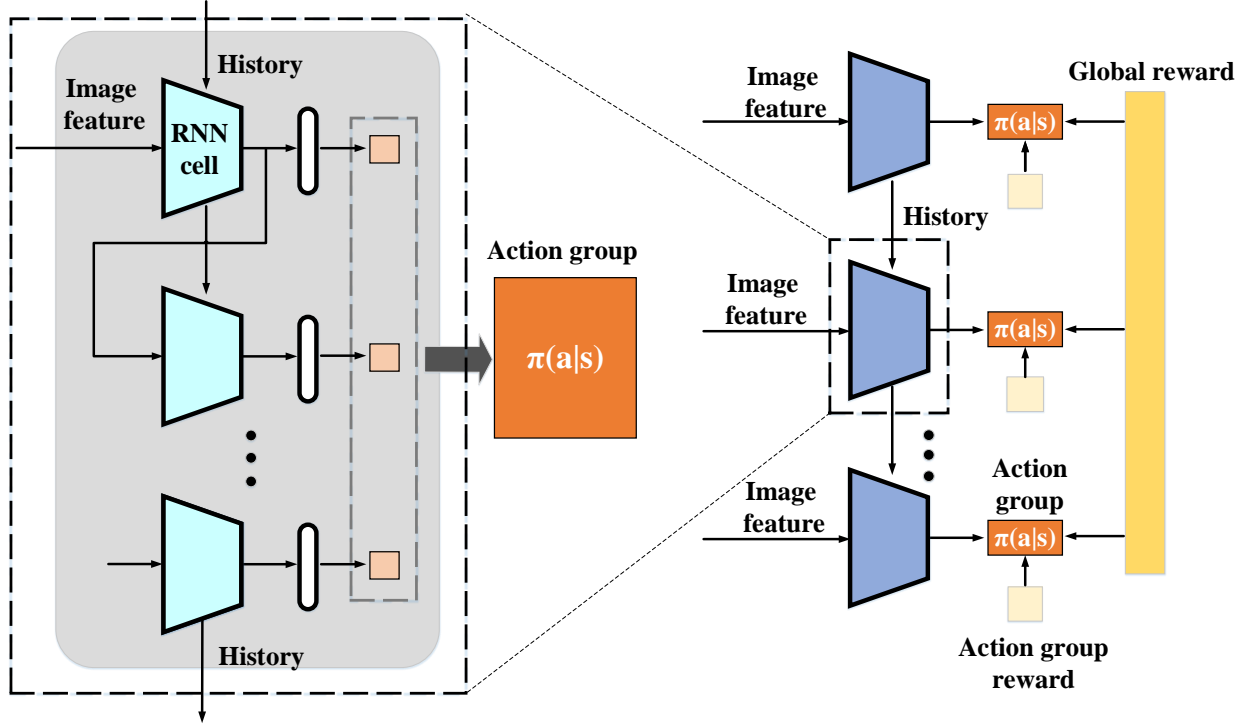 History
Image
feature
RNN
cell
History
Action group
π(a|s)
Image
feature
π(a|s)
Global reward
History
Image
feature
π(a|s)
Image
feature
Action
group
π(a|s)
Action group
reward